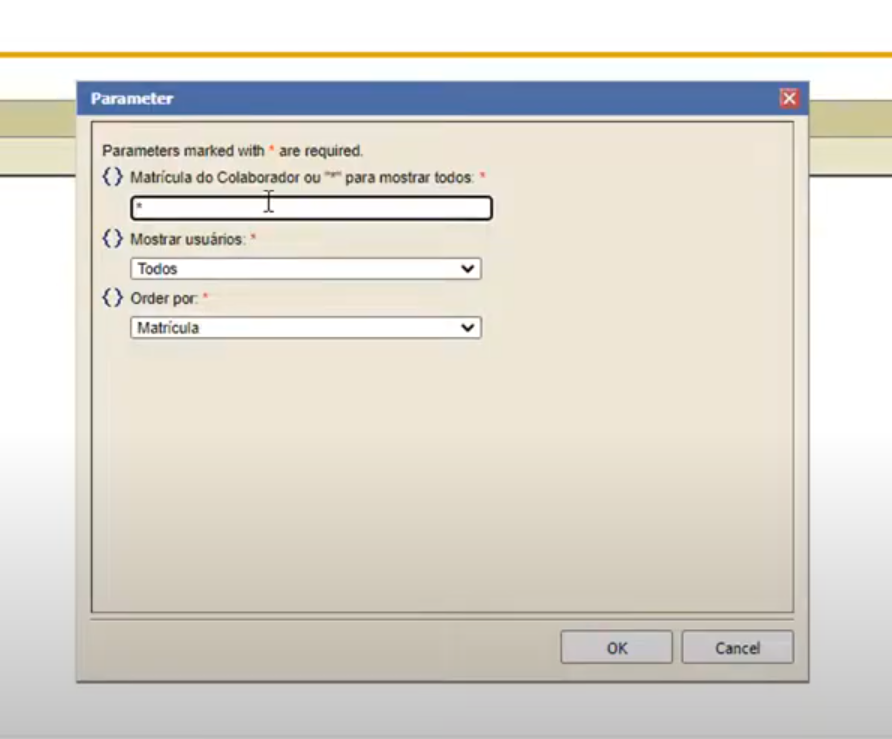 Parameter
Parameters marked with * are required.
{} Matrícula do Colaborador ou "*" para mostrar todos: *
*
{} Mostrar usuários: *
Todos
{} Order por: *
Matrícula
OK
Cancel